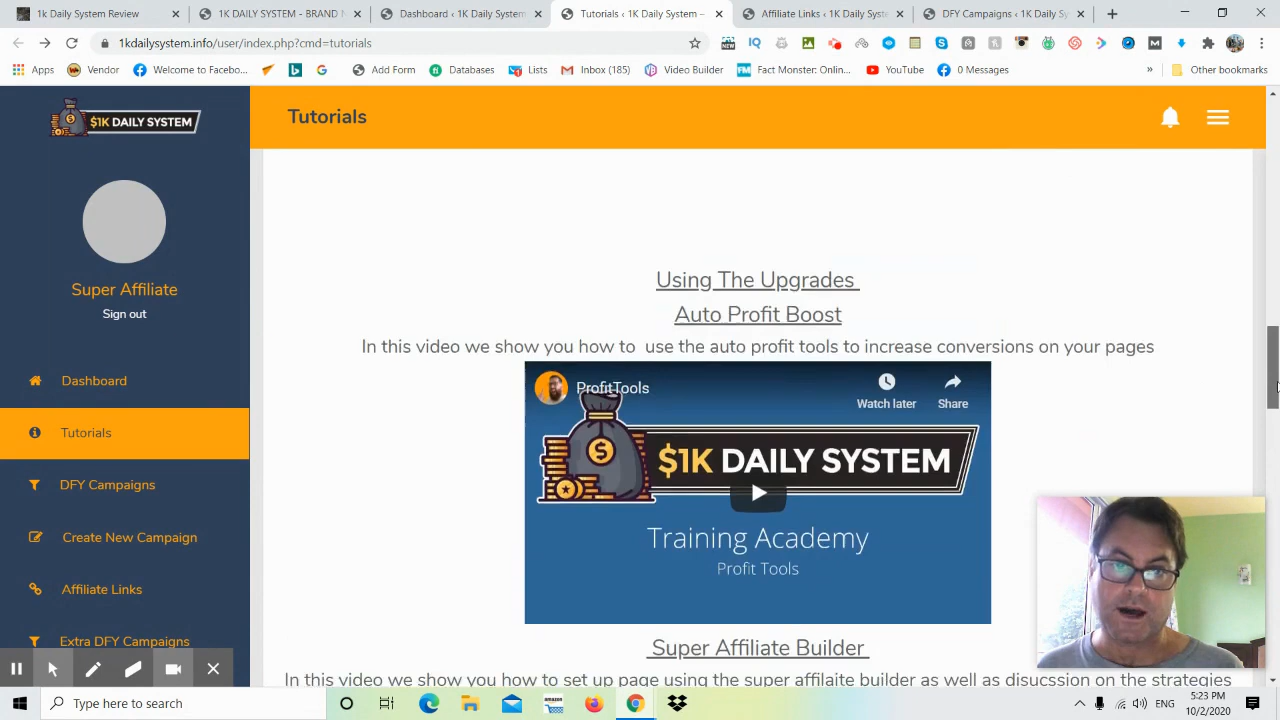 1k Daily System Review
$1K DAILY SYSTEM - BRAND N
Dashboard ‹ $1K Daily System
Tutorials ‹ $1K Daily System –
Affiliate Links ‹ $1K Daily Syste
DFY Campaigns ‹ $1K Daily Sy
1kdailysystem.info/user/index.php?cmd=tutorials
Apps
Vendor
Welcome to Facebo...
Add Form
Databases
Lists
Inbox (185)
Video Builder
Fact Monster: Onlin...
YouTube
0 Messages
Other bookmarks
$1K DAILY SYSTEM
Tutorials
Super Affiliate
Sign out
Dashboard
Tutorials
DFY Campaigns
Create New Campaign
Affiliate Links
Extra DFY Campaigns
Using The Upgrades
Auto Profit Boost
In this video we show you how to use the auto profit tools to increase conversions on your pages
ProfitTools
Watch later
Share
$1K DAILY SYSTEM
Training Academy
Profit Tools
Super Affiliate Builder
In this video we show you how to set up page using the super affilaite builder as well as disucssion on the strategies
Type here to search
ENG
5:23 PM
10/2/2020